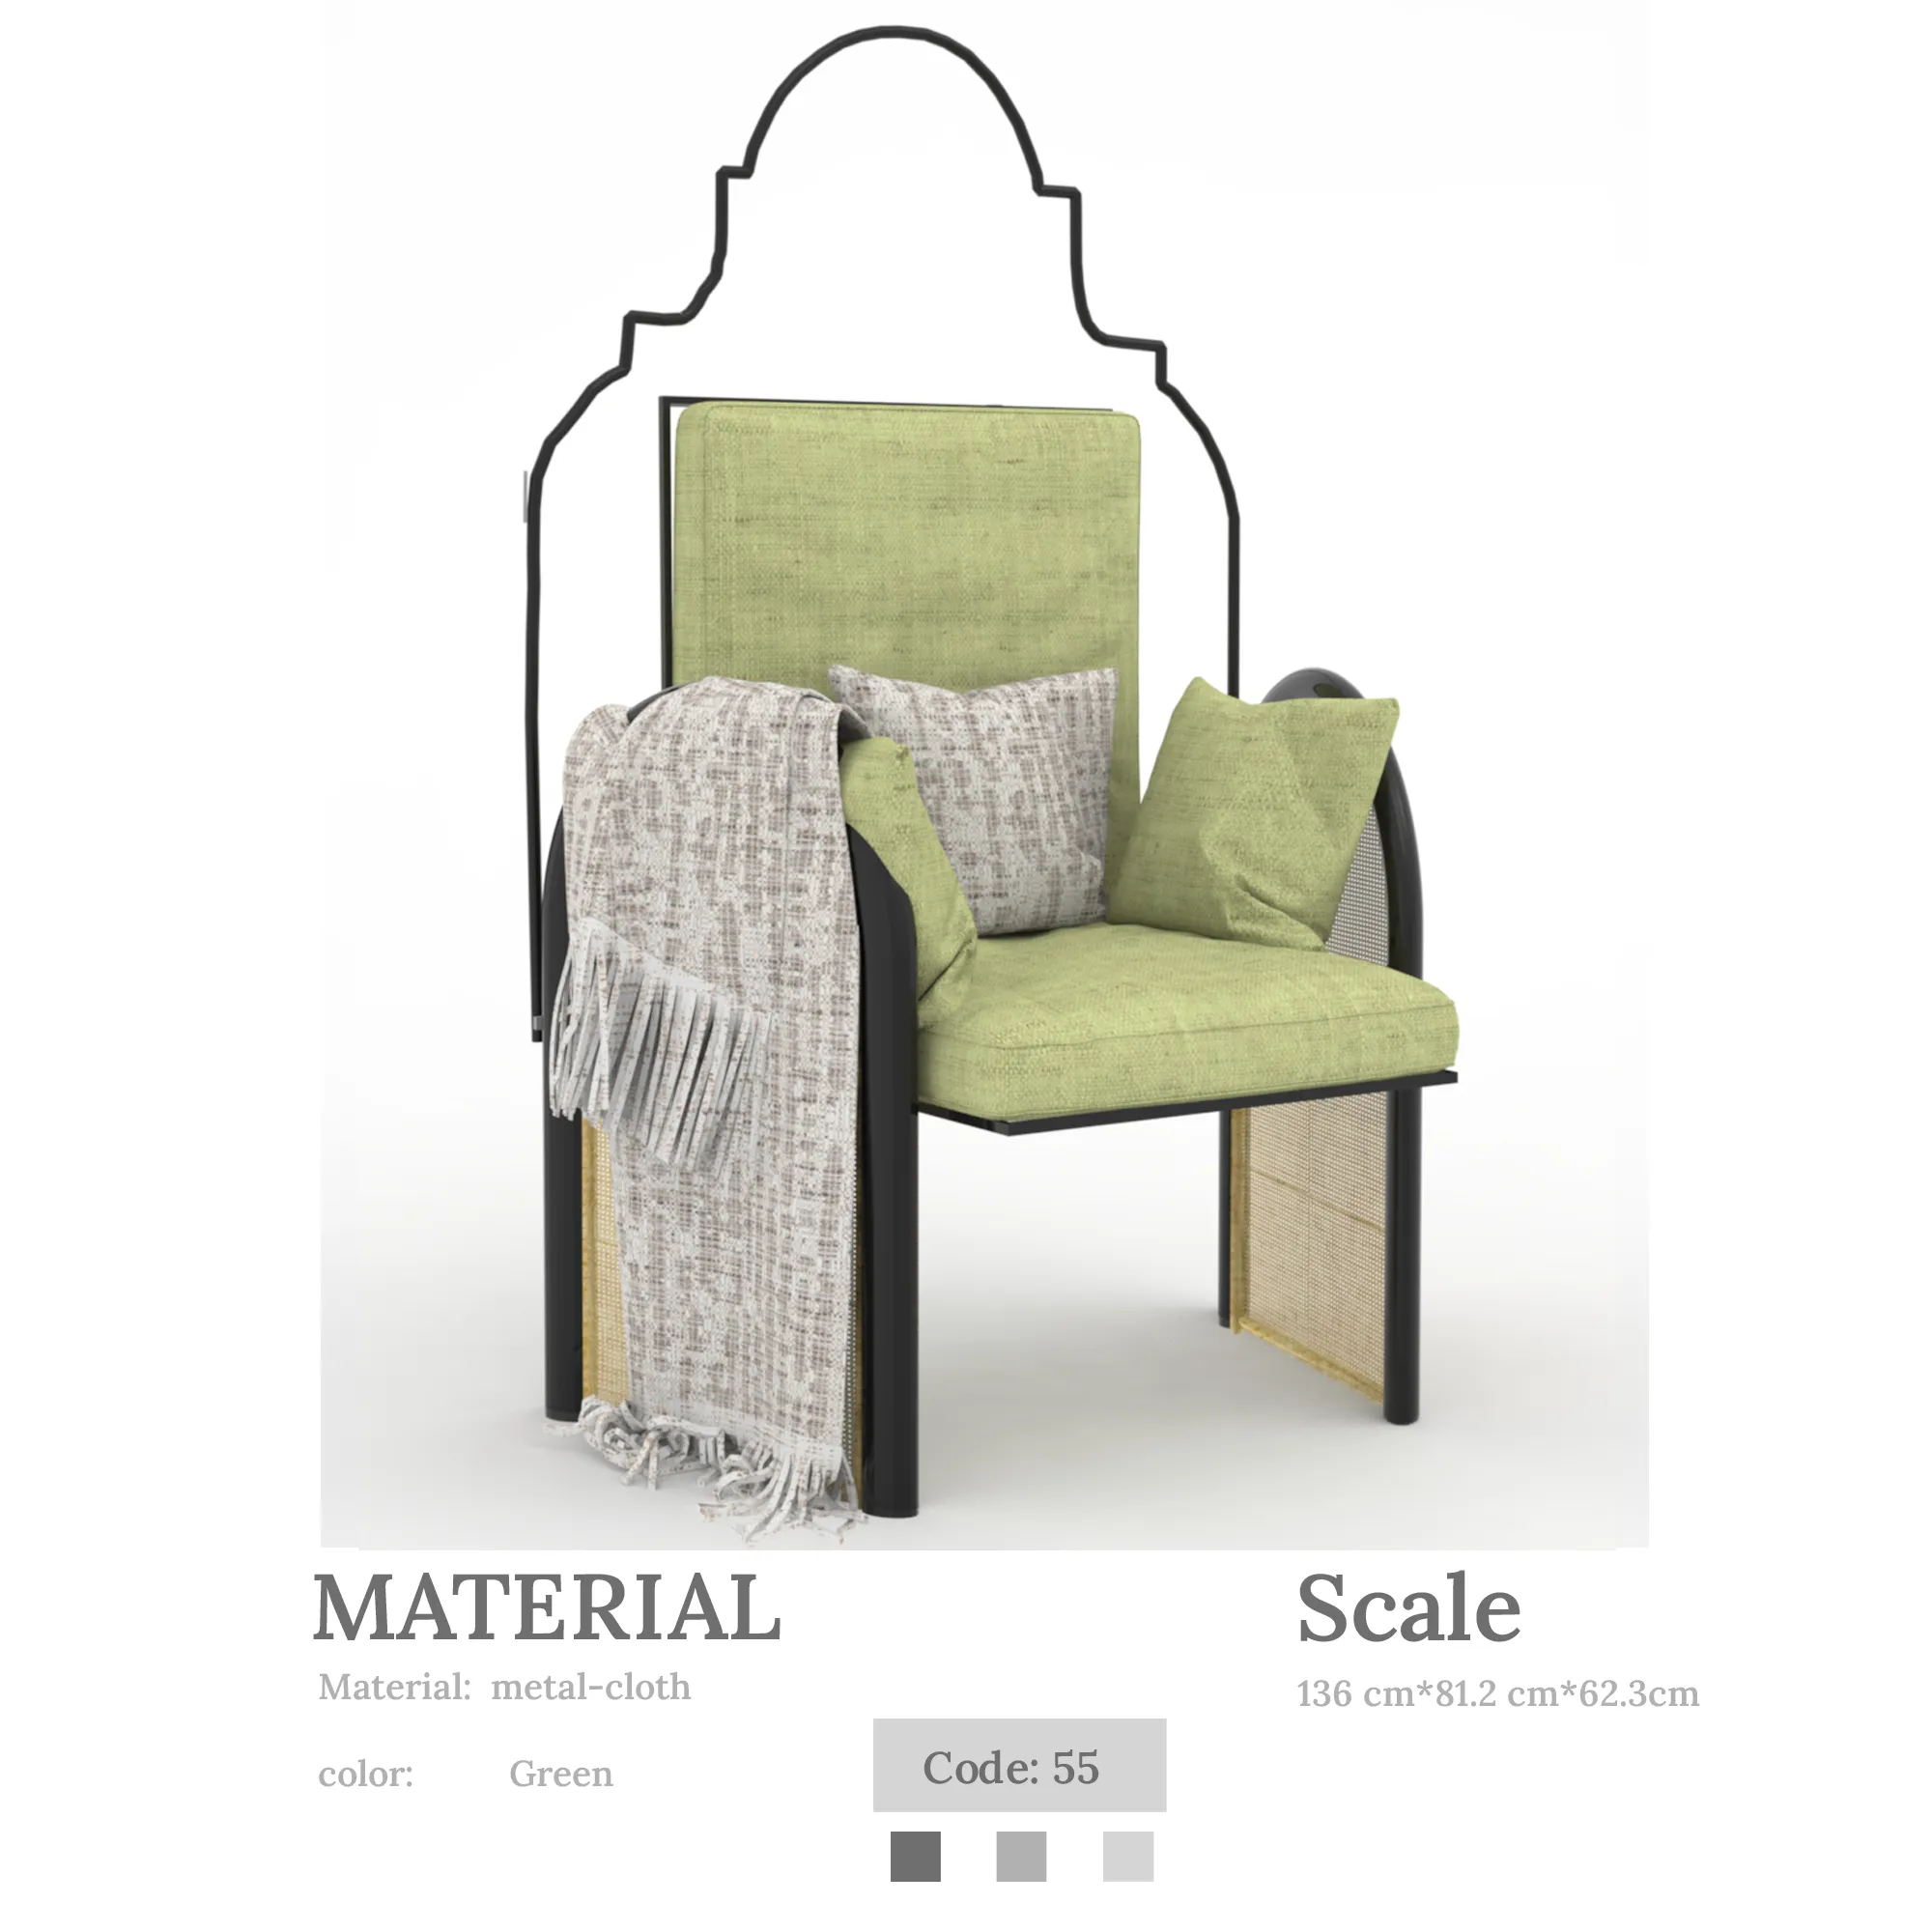 MATERIAL
Material: metal-cloth
color: Green
Scale
136 cm*81.2 cm*62.3cm
Code: 55